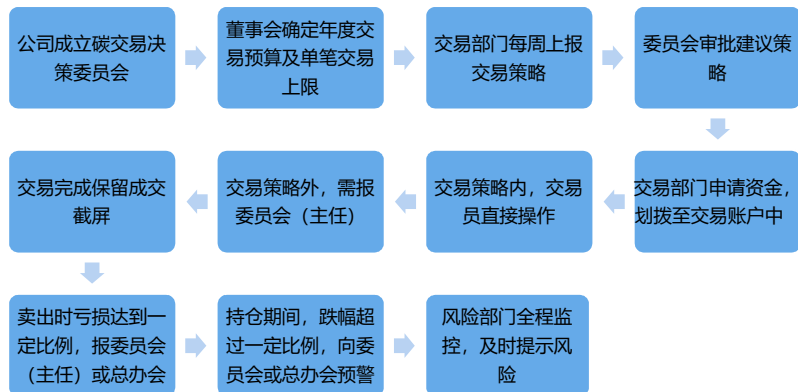 公司成立碳交易决
策委员会
董事会确定年度交
易预算及单笔交易
上限
交易部门每周上报
交易策略
委员会审批建议策
略
交易部门申请资金，
划拨至交易账户中
交易策略内，交易
员直接操作
交易策略外，需报
委员会（主任）
交易完成保留成交
截屏
卖出时亏损达到一
定比例，报委员会
（主任）或总办会
持仓期间，跌幅超
过一定比例，向委
员会或总办会预警
风险部门全程监
控，及时提示风
险